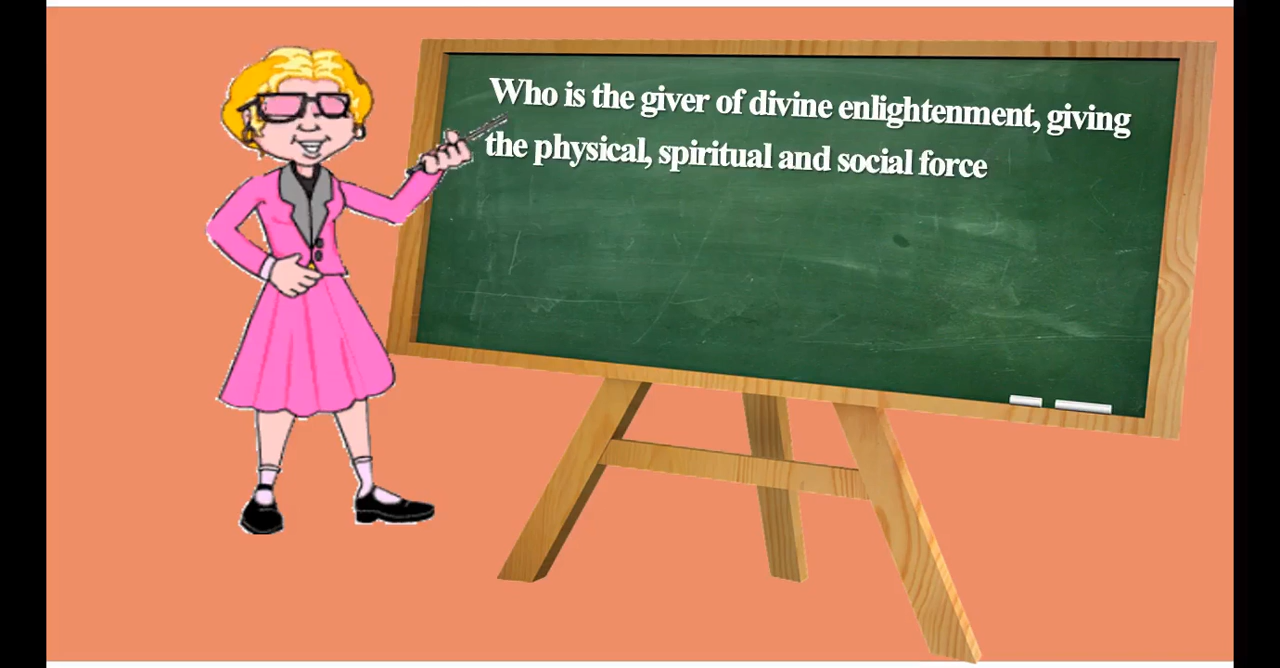 Who is the giver of divine enlightenment, giving
the physical, spiritual and social force